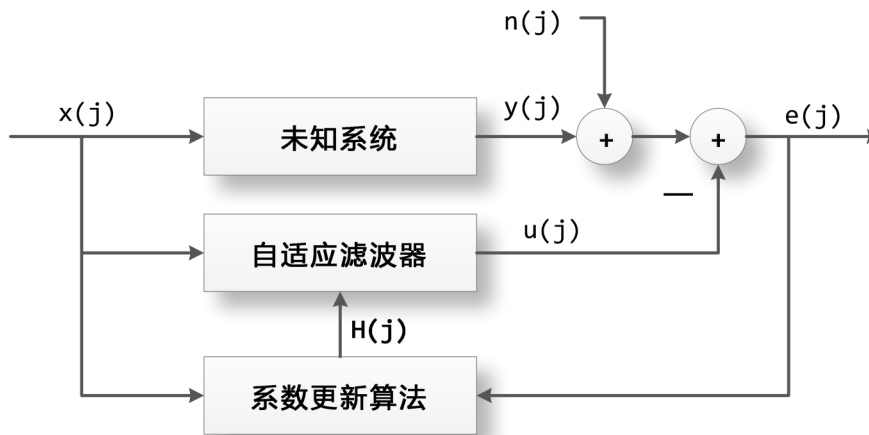 n(j)
x(j)
未知系统
y(j)
+
+
e(j)
—
自适应滤波器
u(j)
H(j)
系数更新算法